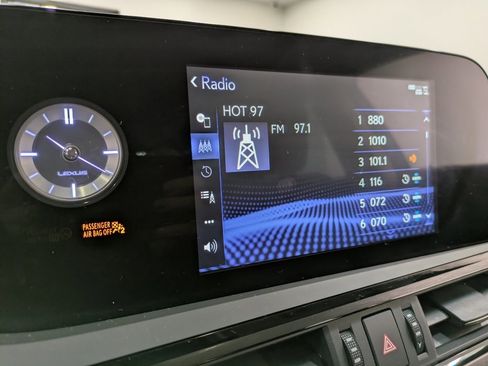 Radio
HOT 97
FM 97.1
1 880
2 1010
3 101.1
4 116
5 072
6 070
LEXUS
PASSENGER
AIR BAG OFF 2